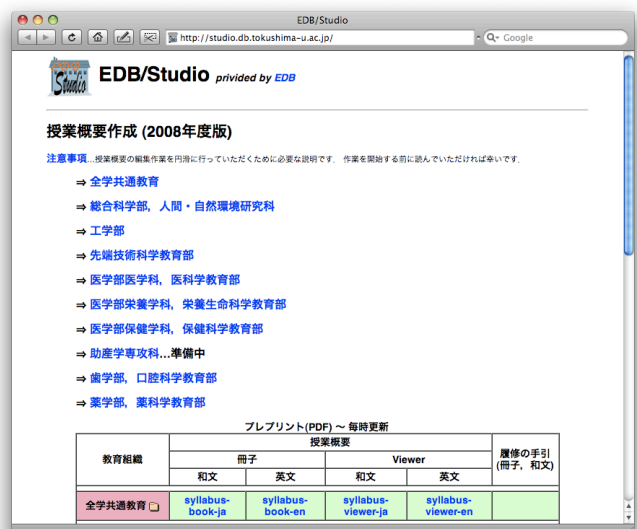 EDB/Studio
http://studio.db.tokushima-u.ac.jp/
Google
Studio
EDB/Studio privided by EDB
授業概要作成 (2008年度版)
注意事項...授業概要の編集作業を円滑に行っていただくために必要な説明です． 作業を開始する前に読んでいただければ幸いです．
⇒ 全学共通教育
⇒ 総合科学部，人間・自然環境研究科
⇒ 工学部
⇒ 先端技術科学教育部
⇒ 医学部医学科，医科学教育部
⇒ 医学部栄養学科，栄養生命科学教育部
⇒ 医学部保健学科，保健科学教育部
⇒ 助産学専攻科...準備中
⇒ 歯学部，口腔科学教育部
⇒ 薬学部，薬科学教育部
プレプリント(PDF) ～ 毎時更新
教育組織 授業概要 履修の手引 (冊子，和文)
冊子 Viewer
和文 英文 和文 英文
全学共通教育 syllabus-book-ja syllabus-book-en syllabus-viewer-ja syllabus-viewer-en